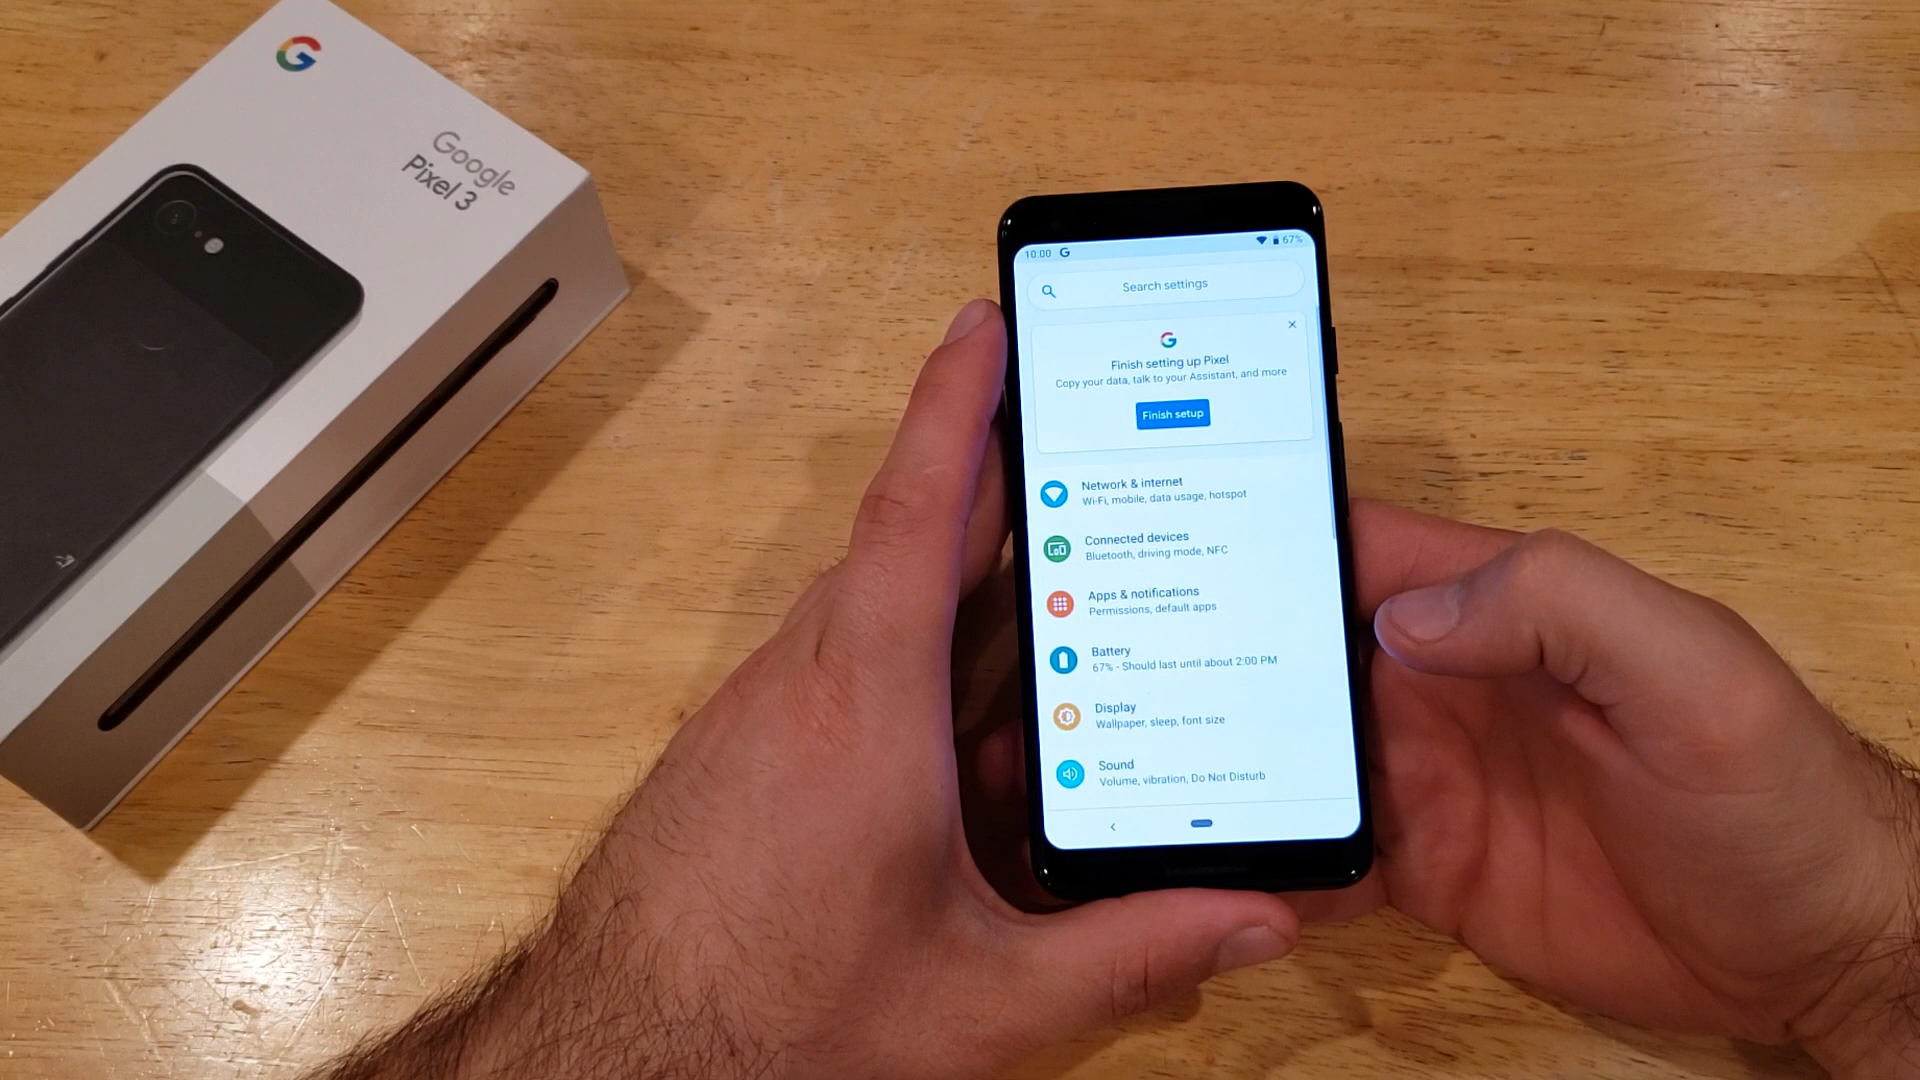 G
Google
Pixel 3
10:00 G 67%
Search settings
G
Finish setting up Pixel
Copy your data, talk to your Assistant, and more
Finish setup
Network & internet
Wi-Fi, mobile, data usage, hotspot
Connected devices
Bluetooth, driving mode, NFC
Apps & notifications
Permissions, default apps
Battery
67% - Should last until about 2:00 PM
Display
Wallpaper, sleep, font size
Sound
Volume, vibration, Do Not Disturb